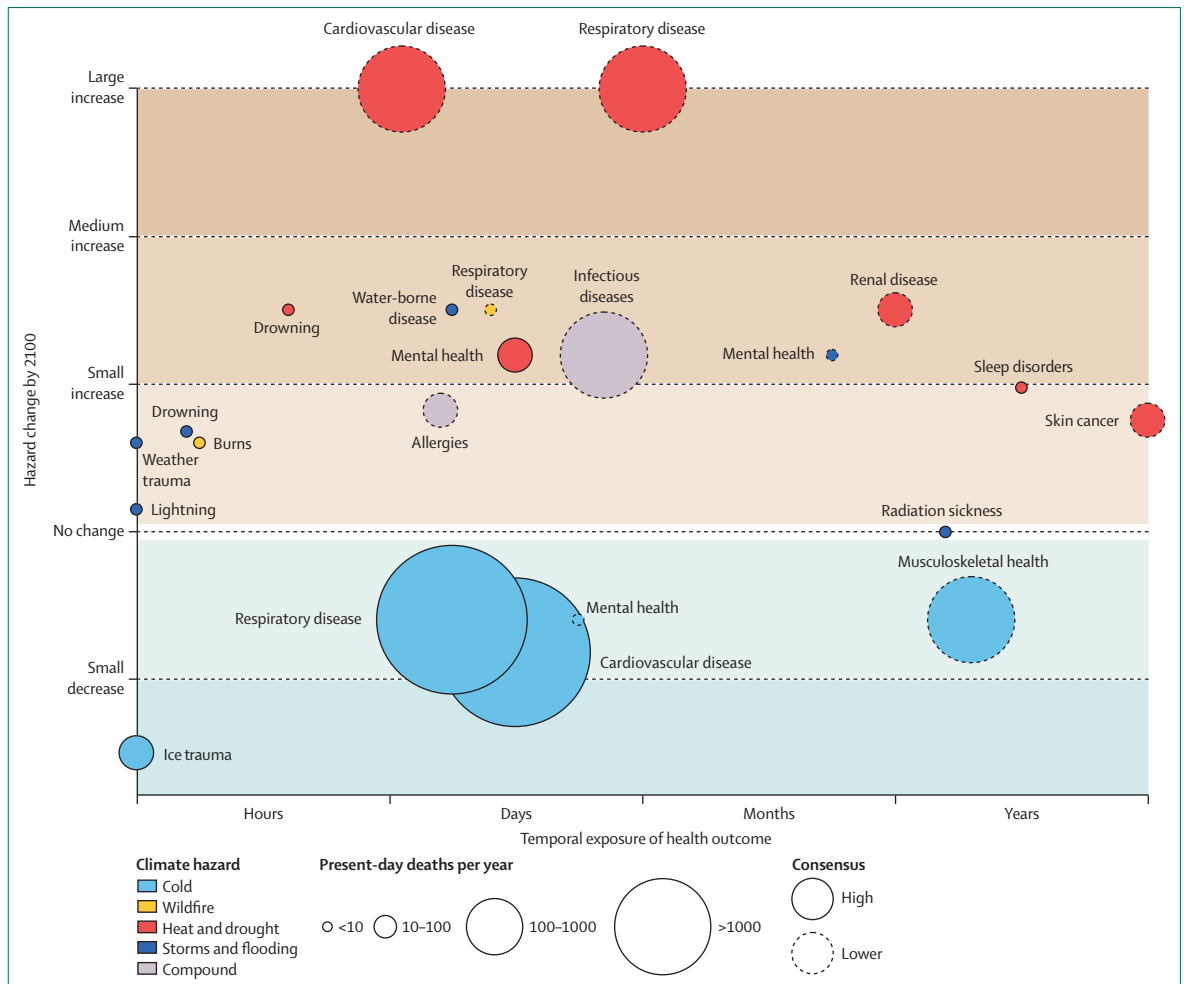 Cardiovascular disease
Respiratory disease
Large
increase
Medium
increase
Respiratory
disease
Infectious
diseases
Renal disease
Water-borne
disease
Drowning
Mental health
Mental health
Hazard change by 2100
Small
increase
Sleep disorders
Drowning
Burns
Allergies
Skin cancer
Weather
trauma
Lightning
Radiation sickness
No change
Musculoskeletal health
Respiratory disease
Mental health
Cardiovascular disease
Small
decrease
Ice trauma
Hours
Days
Months
Years
Temporal exposure of health outcome
Climate hazard
Cold
Wildfire
Heat and drought
Storms and flooding
Compound
Present-day deaths per year
<10
10–100
100–1000
>1000
Consensus
High
Lower